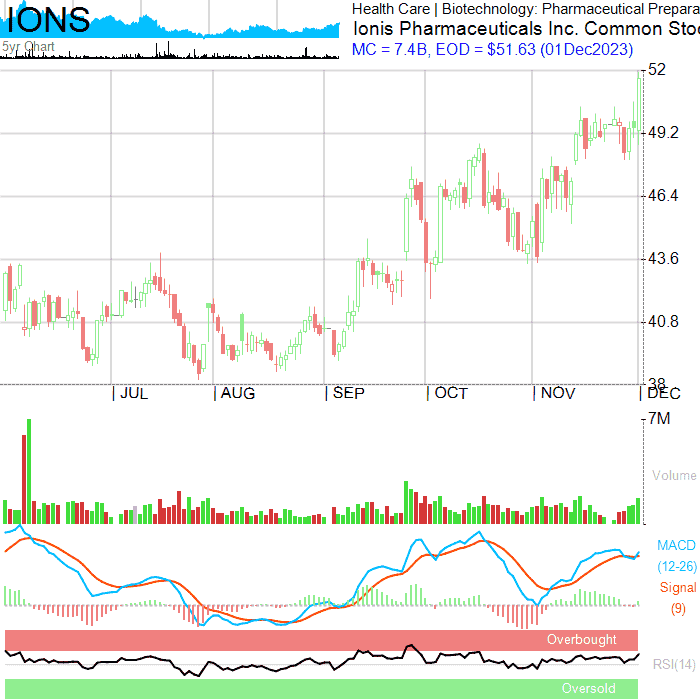 IONS
5yr Chart
Health Care | Biotechnology: Pharmaceutical Prepara
Ionis Pharmaceuticals Inc. Common Stoc
MC = 7.4B, EOD = $51.63 (01Dec2023)
52
49.2
46.4
43.6
40.8
38
JUL
AUG
SEP
OCT
NOV
DEC
7M
Volume
MACD
(12-26)
Signal
(9)
Overbought
RSI(14)
Oversold